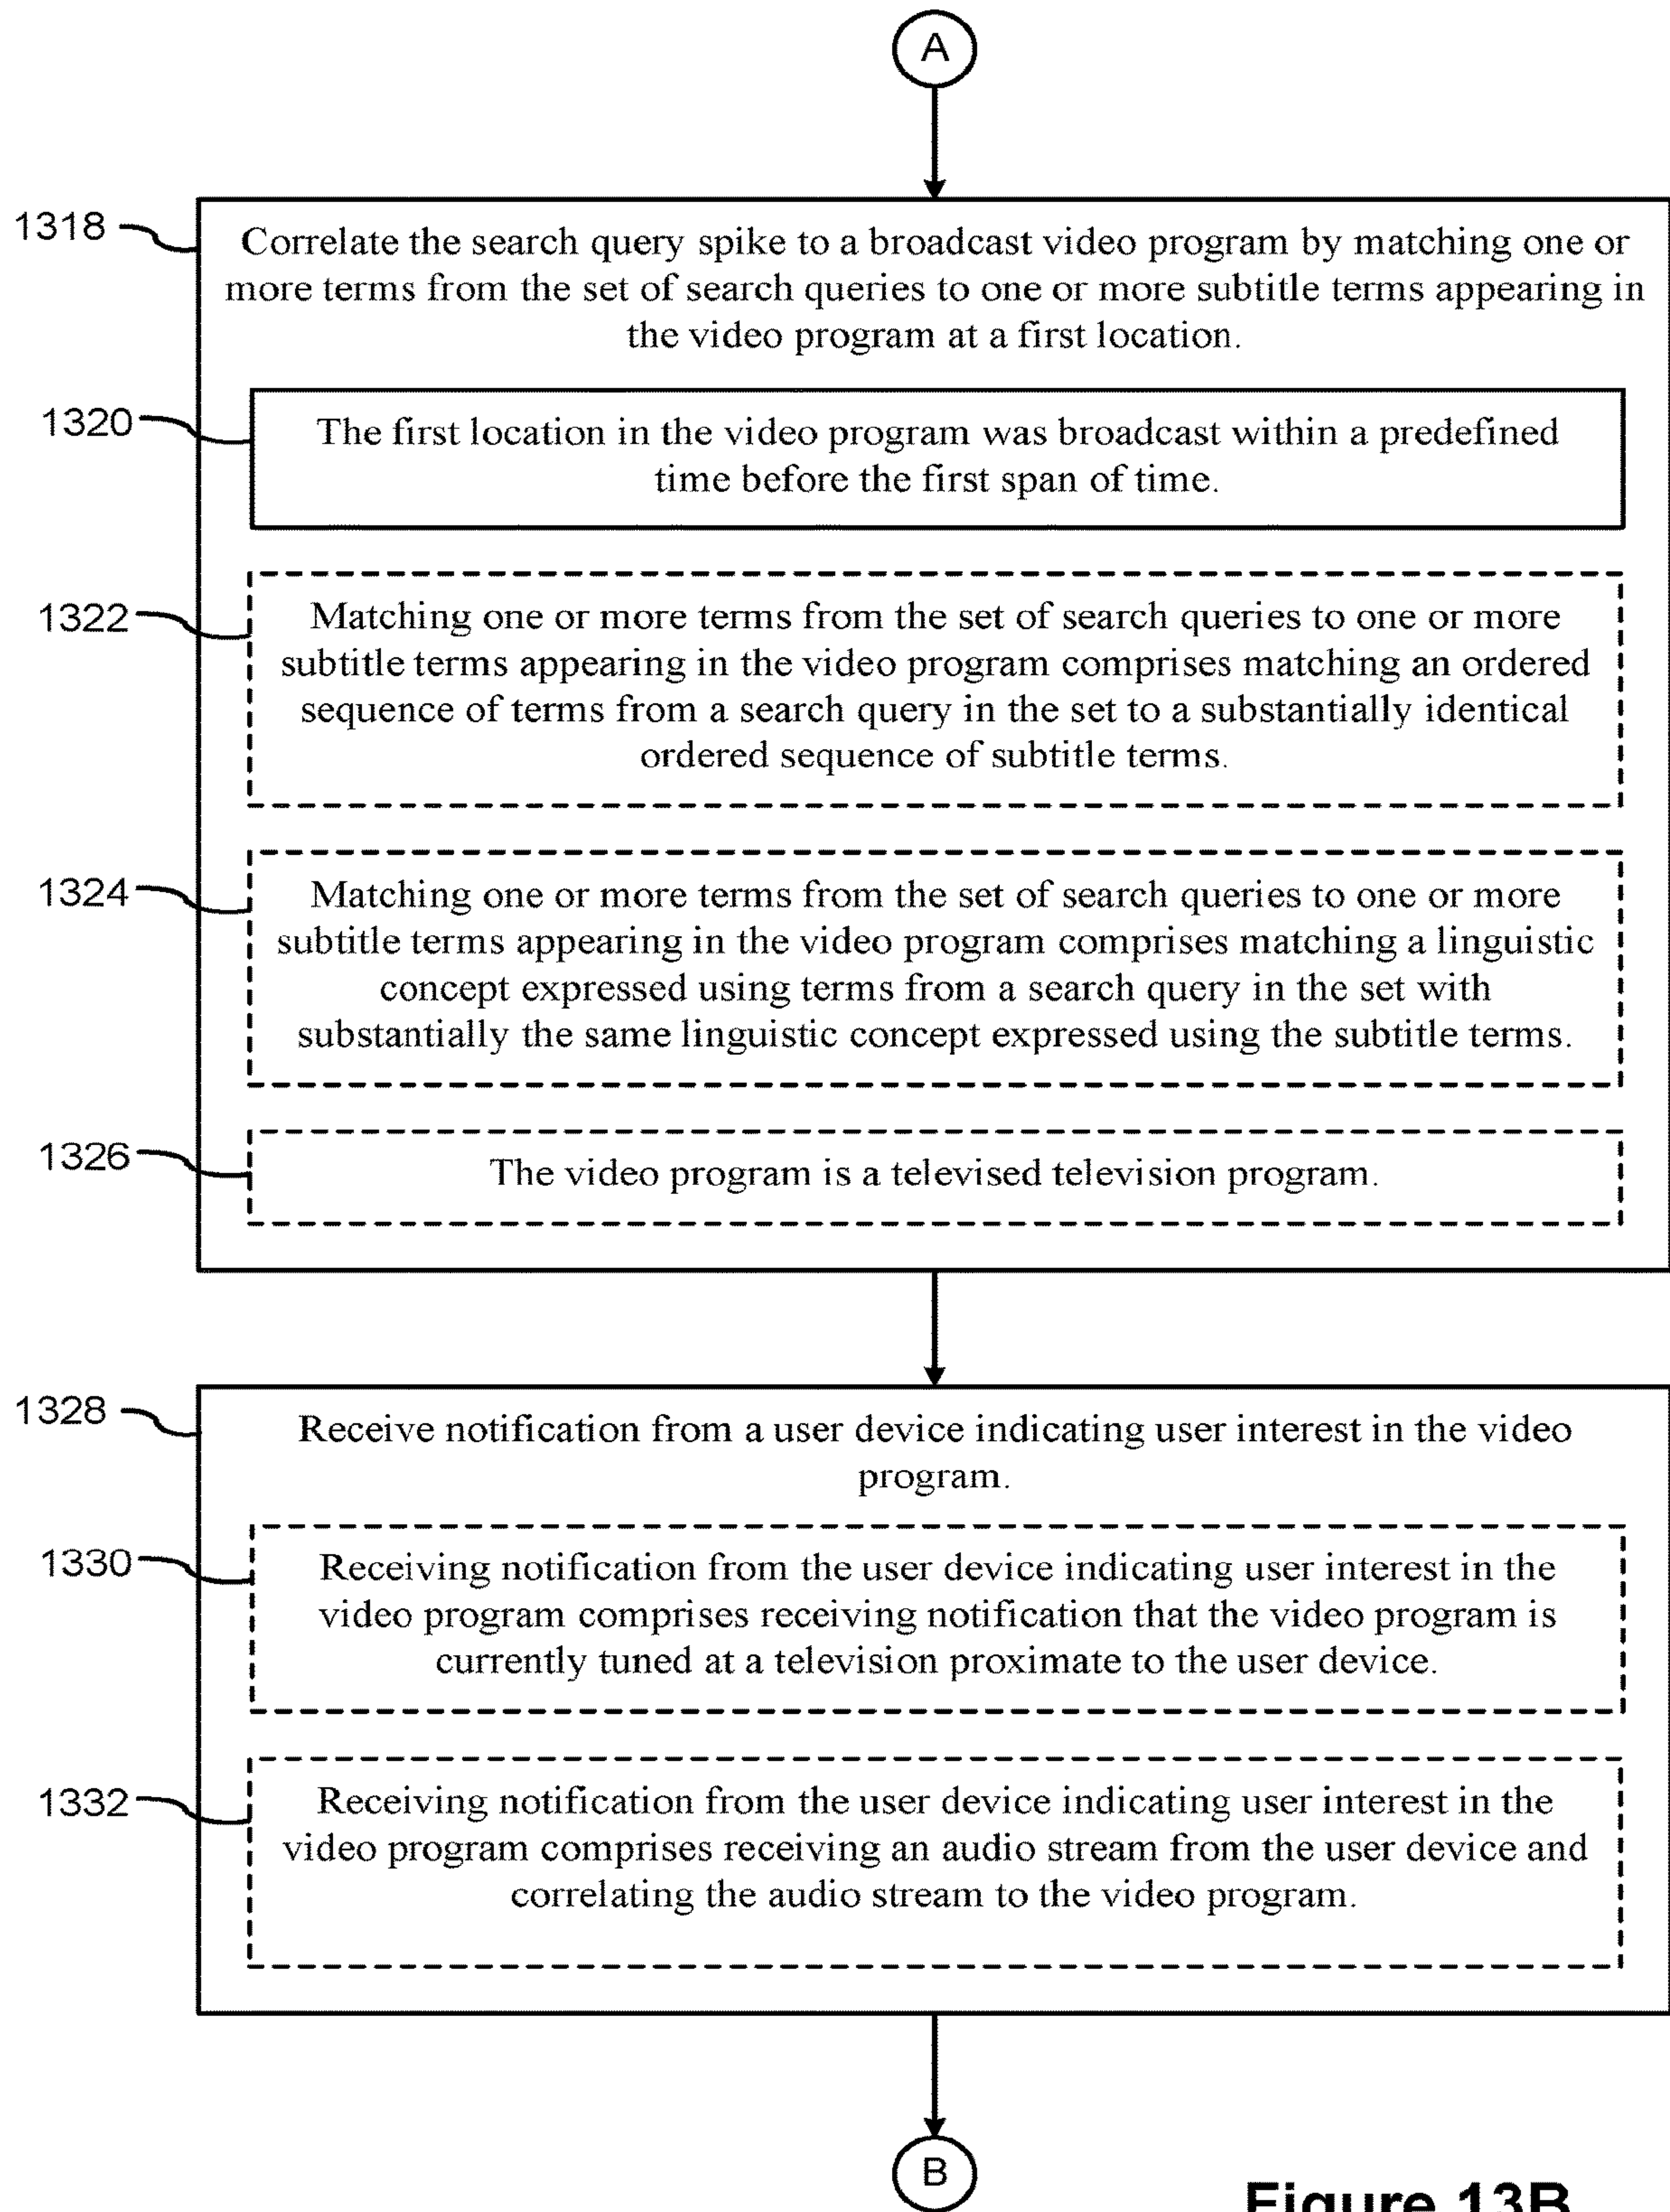 A
1318
Correlate the search query spike to a broadcast video program by matching one or
more terms from the set of search queries to one or more subtitle terms appearing in
the video program at a first location.
1320
The first location in the video program was broadcast within a predefined
time before the first span of time.
1322
Matching one or more terms from the set of search queries to one or more
subtitle terms appearing in the video program comprises matching an ordered
sequence of terms from a search query in the set to a substantially identical
ordered sequence of subtitle terms.
1324
Matching one or more terms from the set of search queries to one or more
subtitle terms appearing in the video program comprises matching a linguistic
concept expressed using terms from a search query in the set with
substantially the same linguistic concept expressed using the subtitle terms.
1326
The video program is a televised television program.
1328
Receive notification from a user device indicating user interest in the video
program.
1330
Receiving notification from the user device indicating user interest in the
video program comprises receiving notification that the video program is
currently tuned at a television proximate to the user device.
1332
Receiving notification from the user device indicating user interest in the
video program comprises receiving an audio stream from the user device and
correlating the audio stream to the video program.
B
Figure 13B